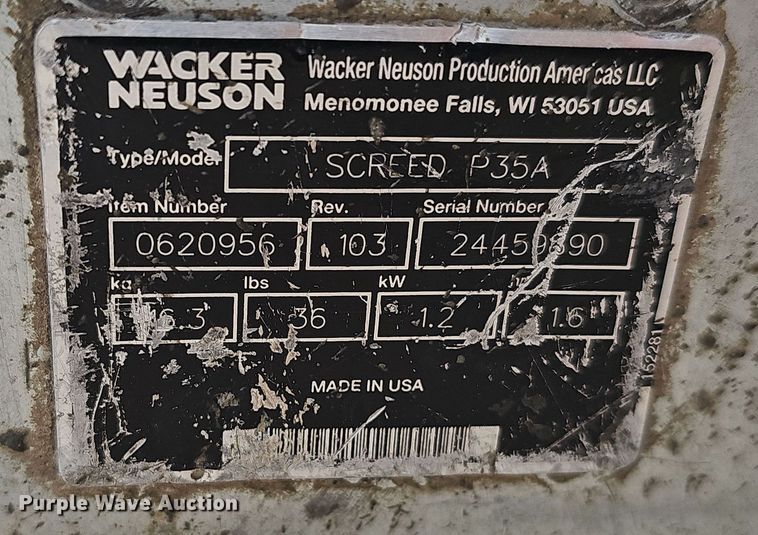 WACKER
NEUSON
Wacker Neuson Production Americas LLC
Menomonee Falls, WI 53051 USA
Type/Model
SCREED P35A
Item Number Rev. Serial Number
0620956 103
kg lbs kW
36 1.2 1.6
MADE IN USA
Purple Wave Auction